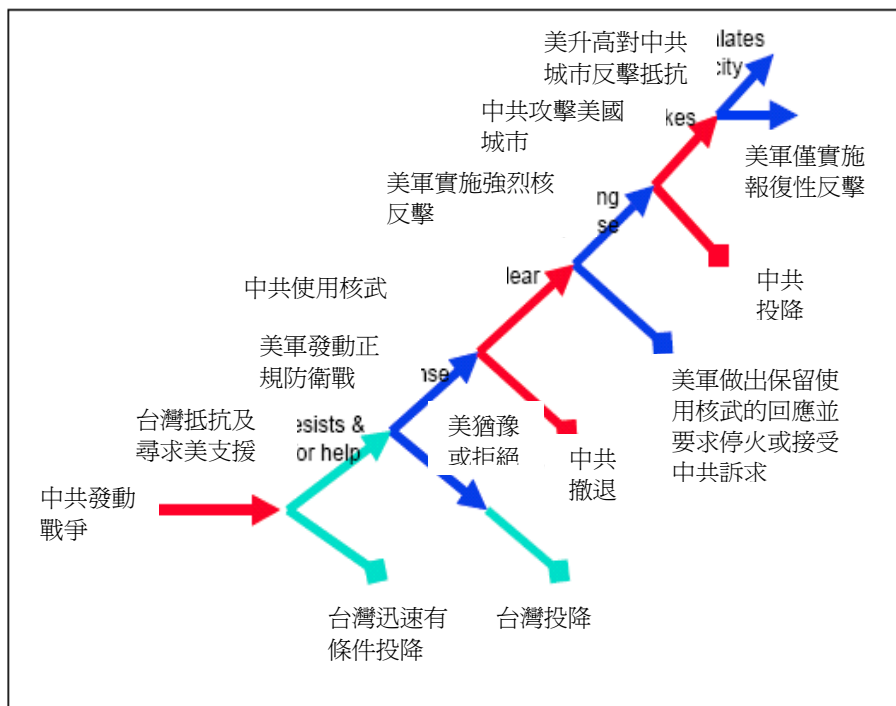 美升高對中共
城市反擊抵抗
lates
city
中共攻擊美國
城市
kes
美軍僅實施
報復性反擊
美軍實施強烈核
反擊
ng
se
中共
投降
中共使用核武
lear
美軍發動正
規防衛戰
nse
美軍做出保留使
用核武的回應並
要求停火或接受
中共訴求
台灣抵抗及
尋求美支援
esists &
for help
美猶豫
或拒絕
中共
撤退
中共發動
戰爭
台灣迅速有
條件投降
台灣投降